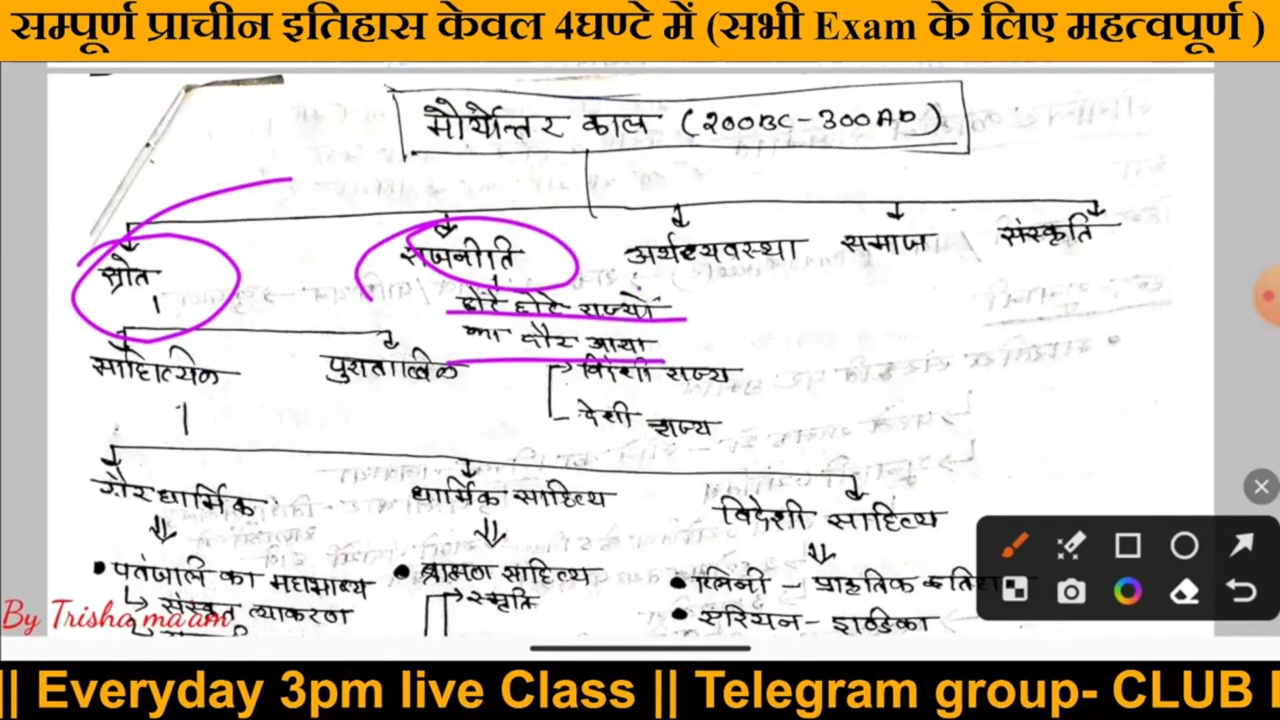 सम्पूर्ण प्राचीन इतिहास केवल 4घण्टे में (सभी Exam के लिए महत्वपूर्ण )
मौर्योत्तर काल (200BC-300AD)
स्रोत
राजनीति
अर्थव्यवस्था
समाज
संस्कृति
छोटे छोटे राज्यों
का दौर आया
साहित्यिक
पुरातात्विक
विदेशी राज्य
देशी राज्य
गैर धार्मिक
धार्मिक साहित्य
विदेशी साहित्य
• पतंजलि का महाभाष्य
संस्कृत व्याकरण
• ब्राह्मण साहित्य
स्मृति
• प्लिनी - प्राकृतिक
• एरियन - इण्डिका
By Trisha ma'am
|| Everyday 3pm live Class || Telegram group- CLUB